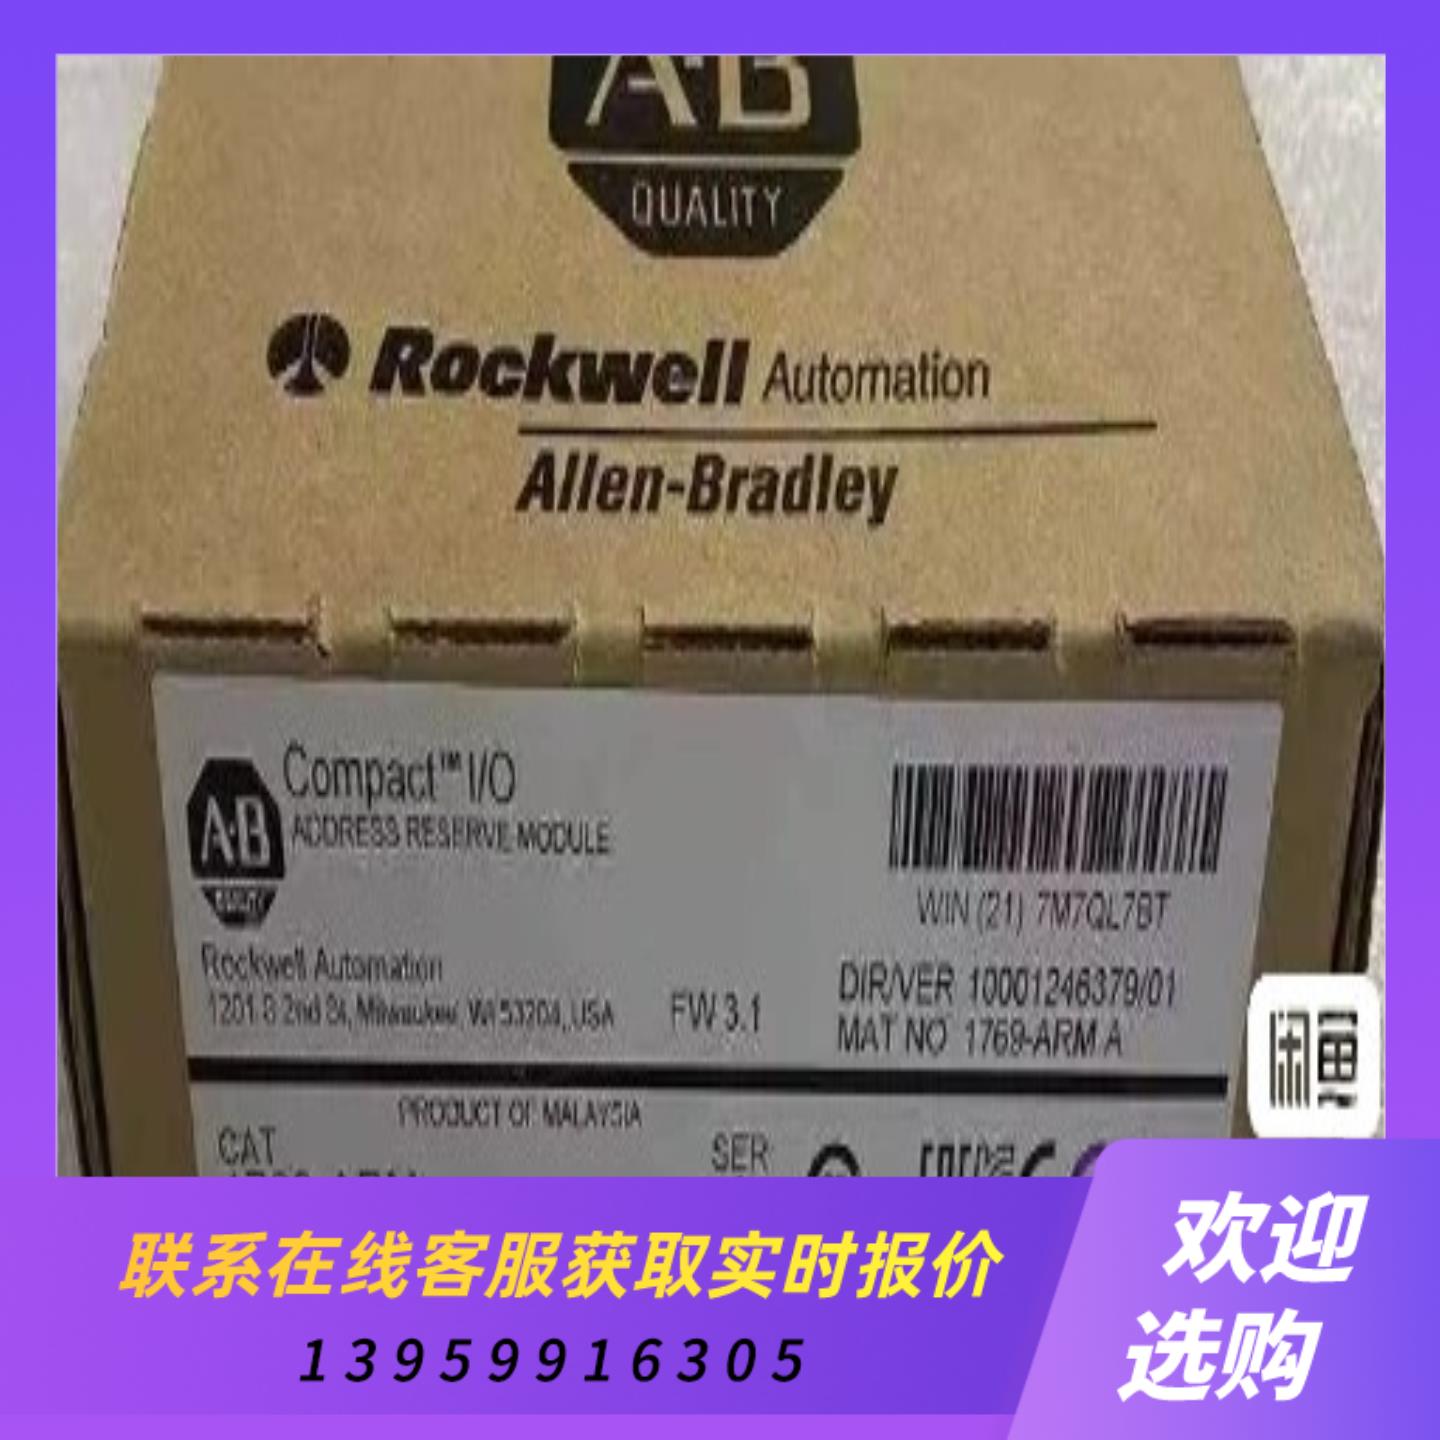 A·B
QUALITY
Rockwell Automation
Allen-Bradley
Compact™ I/O
ADDRESS RESERVE MODULE
A·B
QUALITY
WIN (21) 7M7QL7BT
Rockwell Automation
1201 S 2nd St, Milwaukee, WI 53204, USA
FW 3.1
DIR/VER 10001246379/01
MAT NO 1769-ARM A
PRODUCT OF MALAYSIA
CAT
SER
闲鱼
联系在线客服获取实时报价
13959916305
欢迎
选购